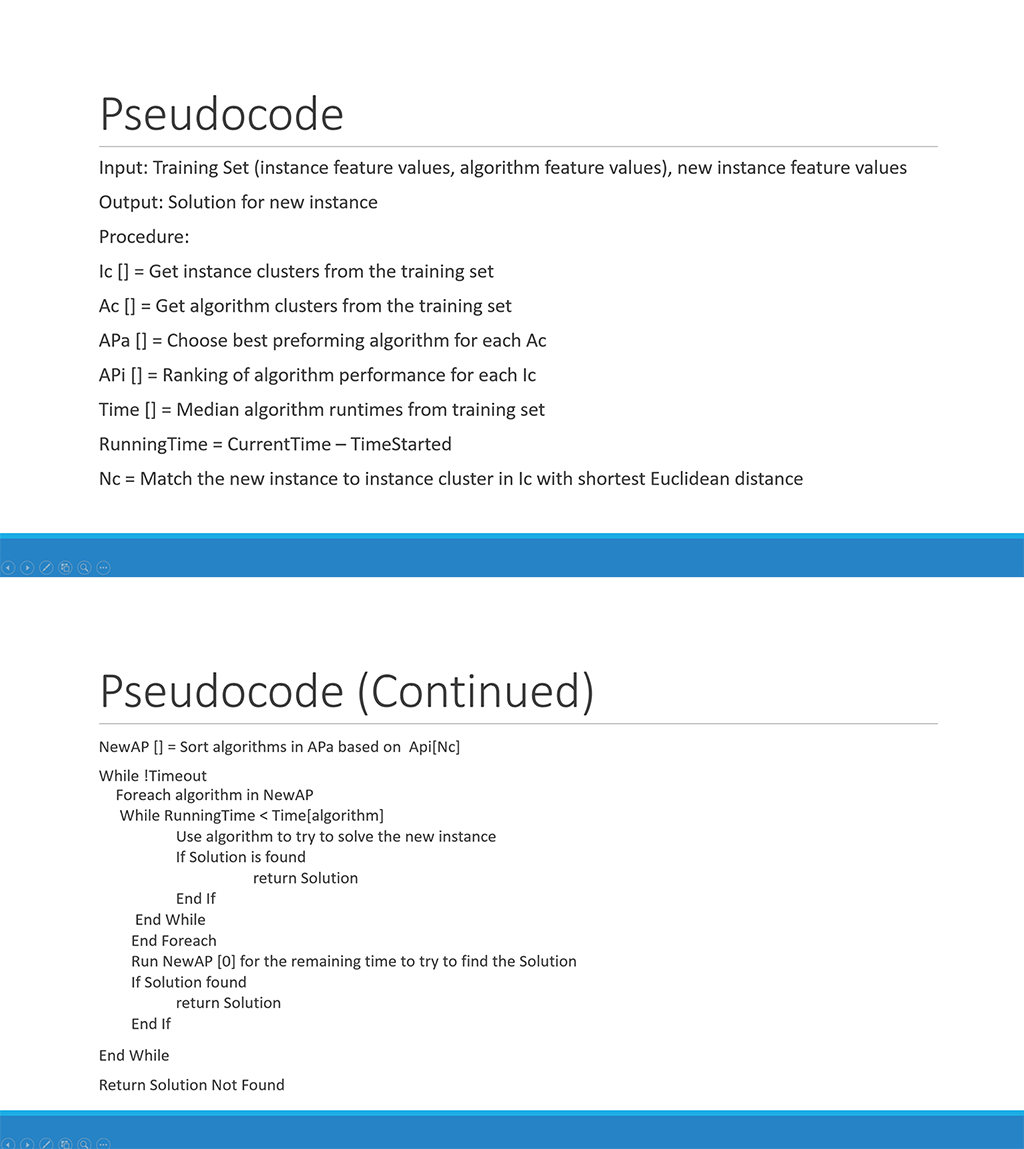 Pseudocode
Input: Training Set (instance feature values, algorithm feature values), new instance feature values
Output: Solution for new instance
Procedure:
Ic [] = Get instance clusters from the training set
Ac [] = Get algorithm clusters from the training set
APa [] = Choose best preforming algorithm for each Ac
APi [] = Ranking of algorithm performance for each Ic
Time [] = Median algorithm runtimes from training set
RunningTime = CurrentTime – TimeStarted
Nc = Match the new instance to instance cluster in Ic with shortest Euclidean distance
Pseudocode (Continued)
NewAP [] = Sort algorithms in APa based on  Api[Nc]
While !Timeout
Foreach algorithm in NewAP
While RunningTime < Time[algorithm]
Use algorithm to try to solve the new instance
If Solution is found
return Solution
End If
End While
End Foreach
Run NewAP [0] for the remaining time to try to find the Solution
If Solution found
return Solution
End If
End While
Return Solution Not Found